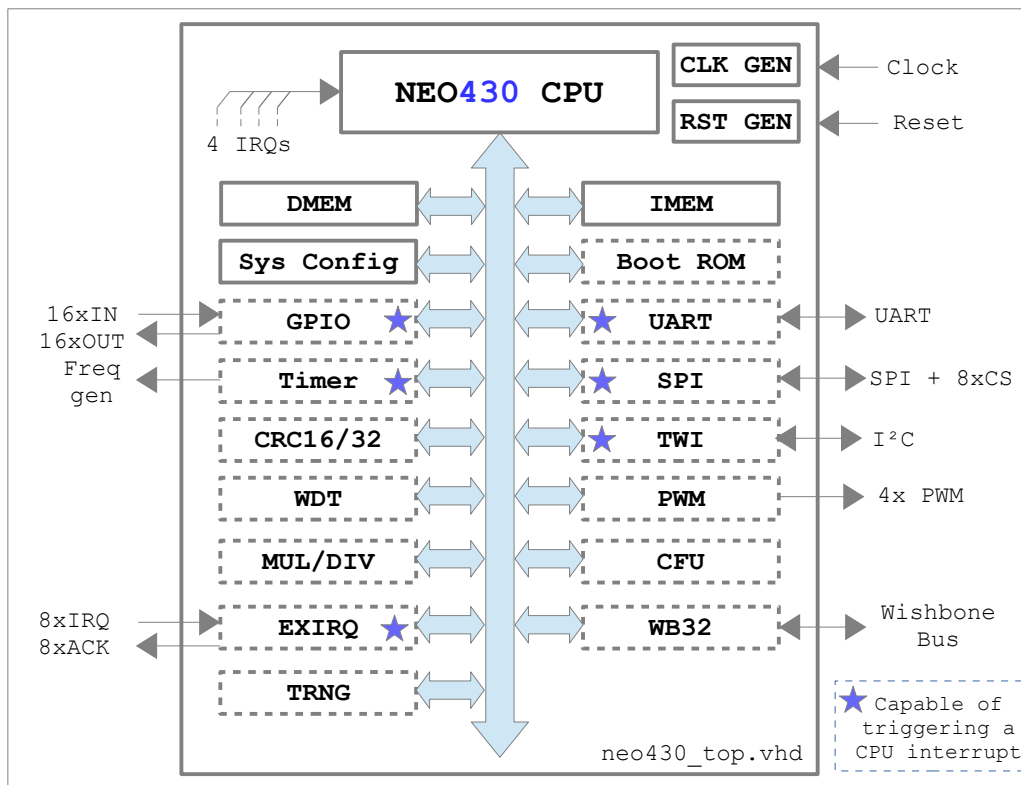 NEO430 CPU
CLK GEN
Clock
RST GEN
Reset
4 IRQs
DMEM
IMEM
Sys Config
Boot ROM
16xIN
16xOUT
GPIO
UART
UART
Freq
gen
Timer
SPI
SPI + 8xCS
CRC16/32
TWI
I²C
WDT
PWM
4x PWM
MUL/DIV
CFU
8xIRQ
8xACK
EXIRQ
WB32
Wishbone
Bus
TRNG
Capable of
triggering a
CPU interrupt
neo430_top.vhd